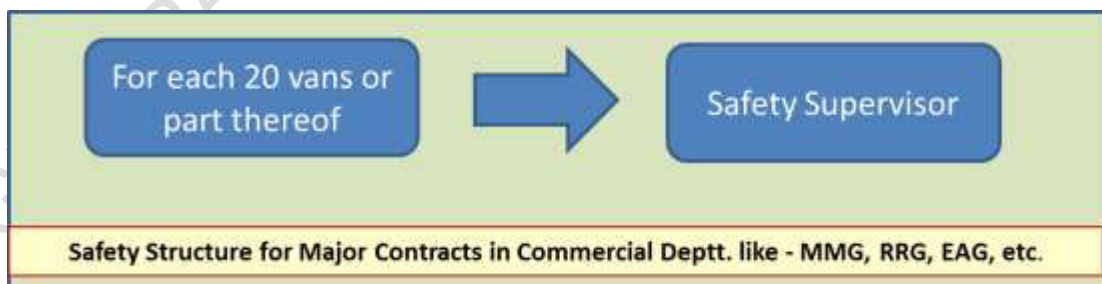 For each 20 vans or
part thereof
Safety Supervisor
Safety Structure for Major Contracts in Commercial Deptt. like - MMG, RRG, EAG, etc.